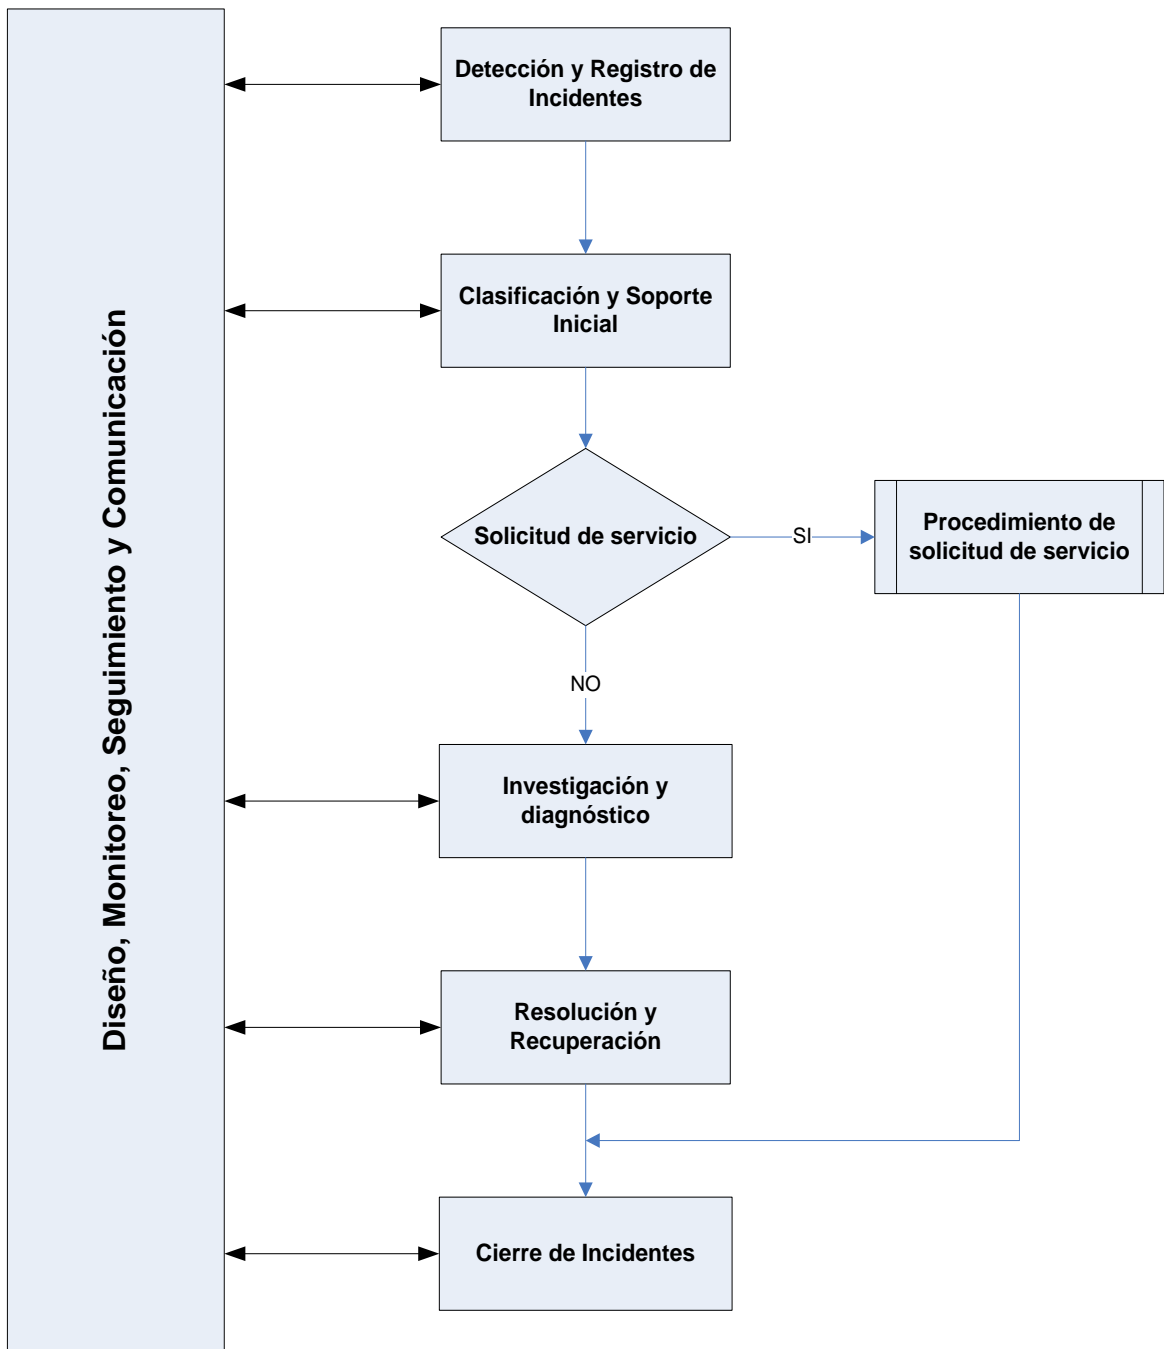 Diseño, Monitoreo, Seguimiento y Comunicación
Detección y Registro de
Incidentes
Clasificación y Soporte
Inicial
Solicitud de servicio
SI
Procedimiento de
solicitud de servicio
NO
Investigación y
diagnóstico
Resolución y
Recuperación
Cierre de Incidentes